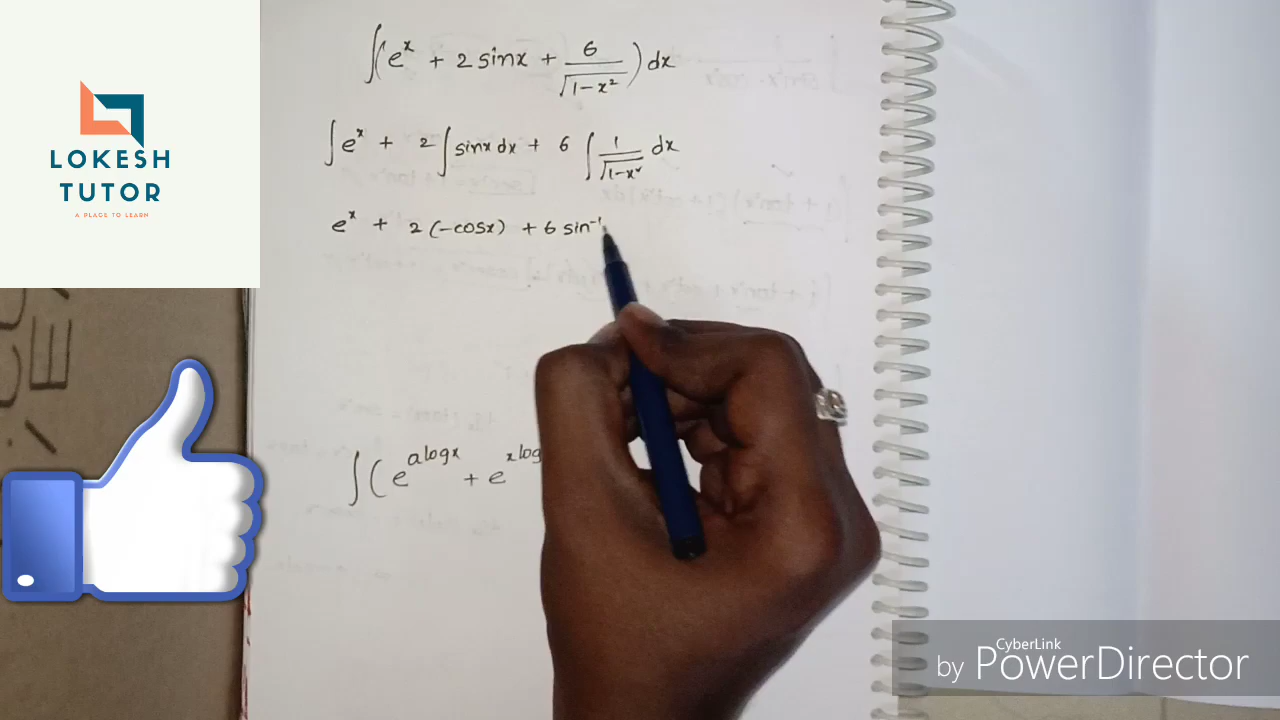 LOKESH
TUTOR
A PLACE TO LEARN
∫(e^x + 2 sinx + 6/√(1-x²)) dx
∫e^x + 2∫sinx dx + 6 ∫ 1/√(1-x²) dx
e^x + 2(-cosx) + 6 sin^-1
∫(e^(a logx) + e^(x log
CyberLink
by PowerDirector